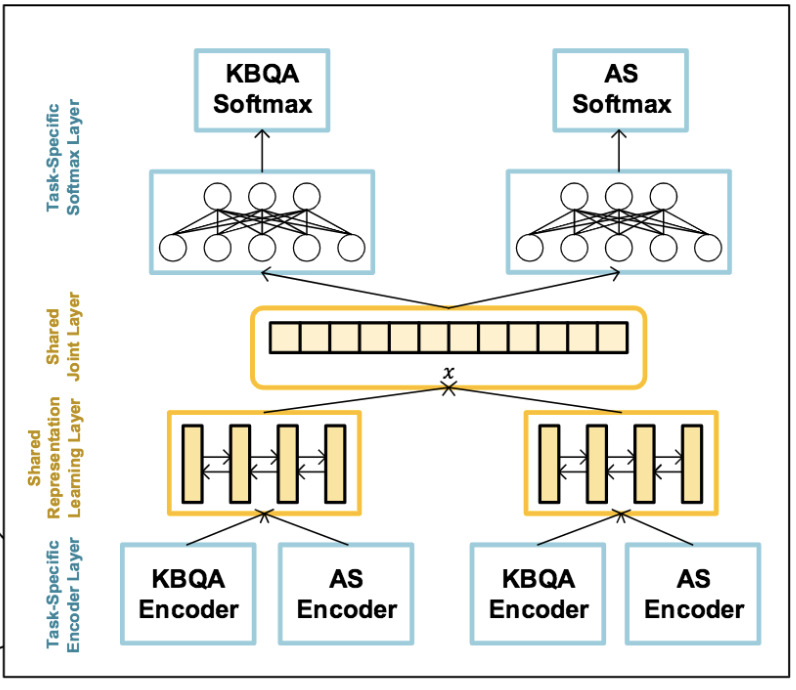 KBQA
Softmax
AS
Softmax
Task-Specific
Softmax Layer
Shared
Joint Layer
x
Shared
Representation
Learning Layer
Task-Specific
Encoder Layer
KBQA
Encoder
AS
Encoder
KBQA
Encoder
AS
Encoder